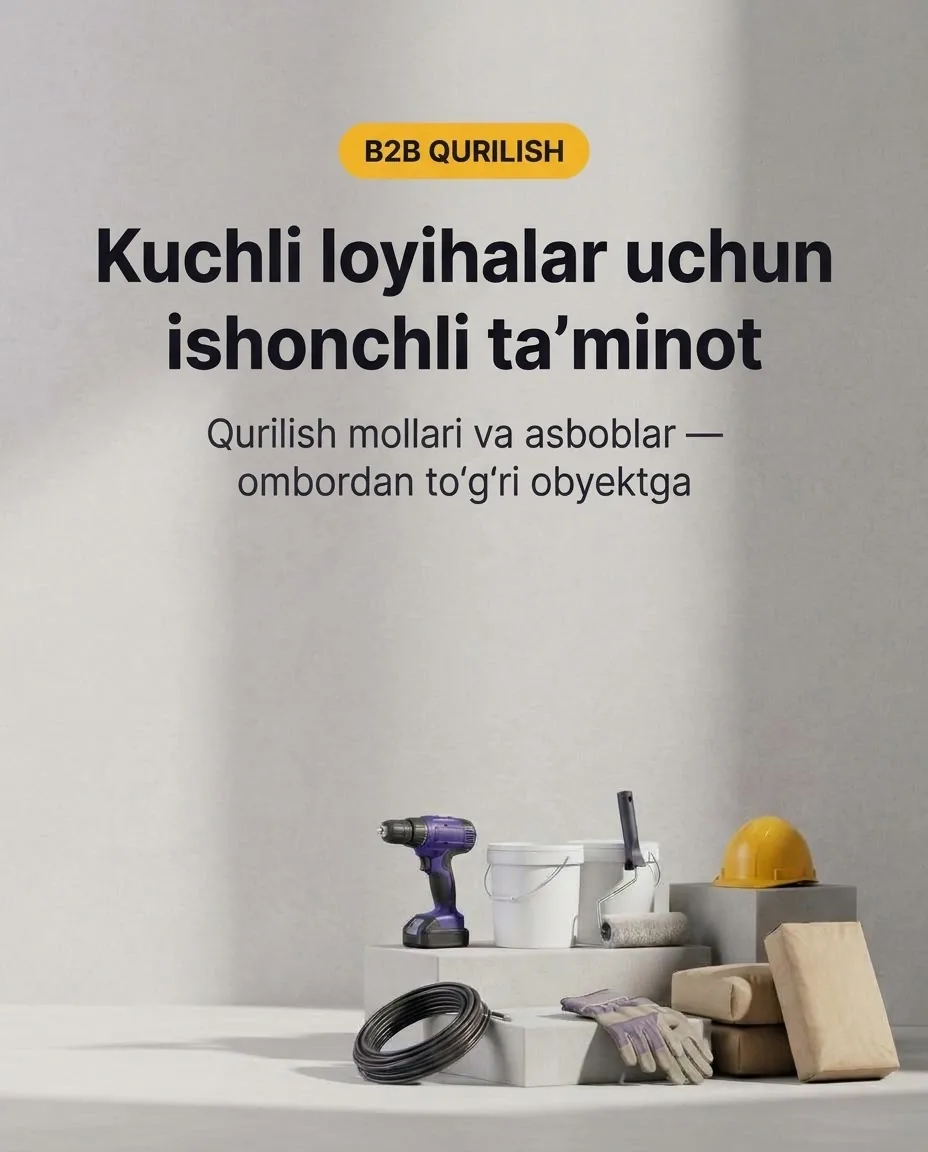 B2B QURILISH
Kuchli loyihalar uchun
ishonchli ta’minot
Qurilish mollari va asboblar —
ombordan to‘g‘ri obyektga